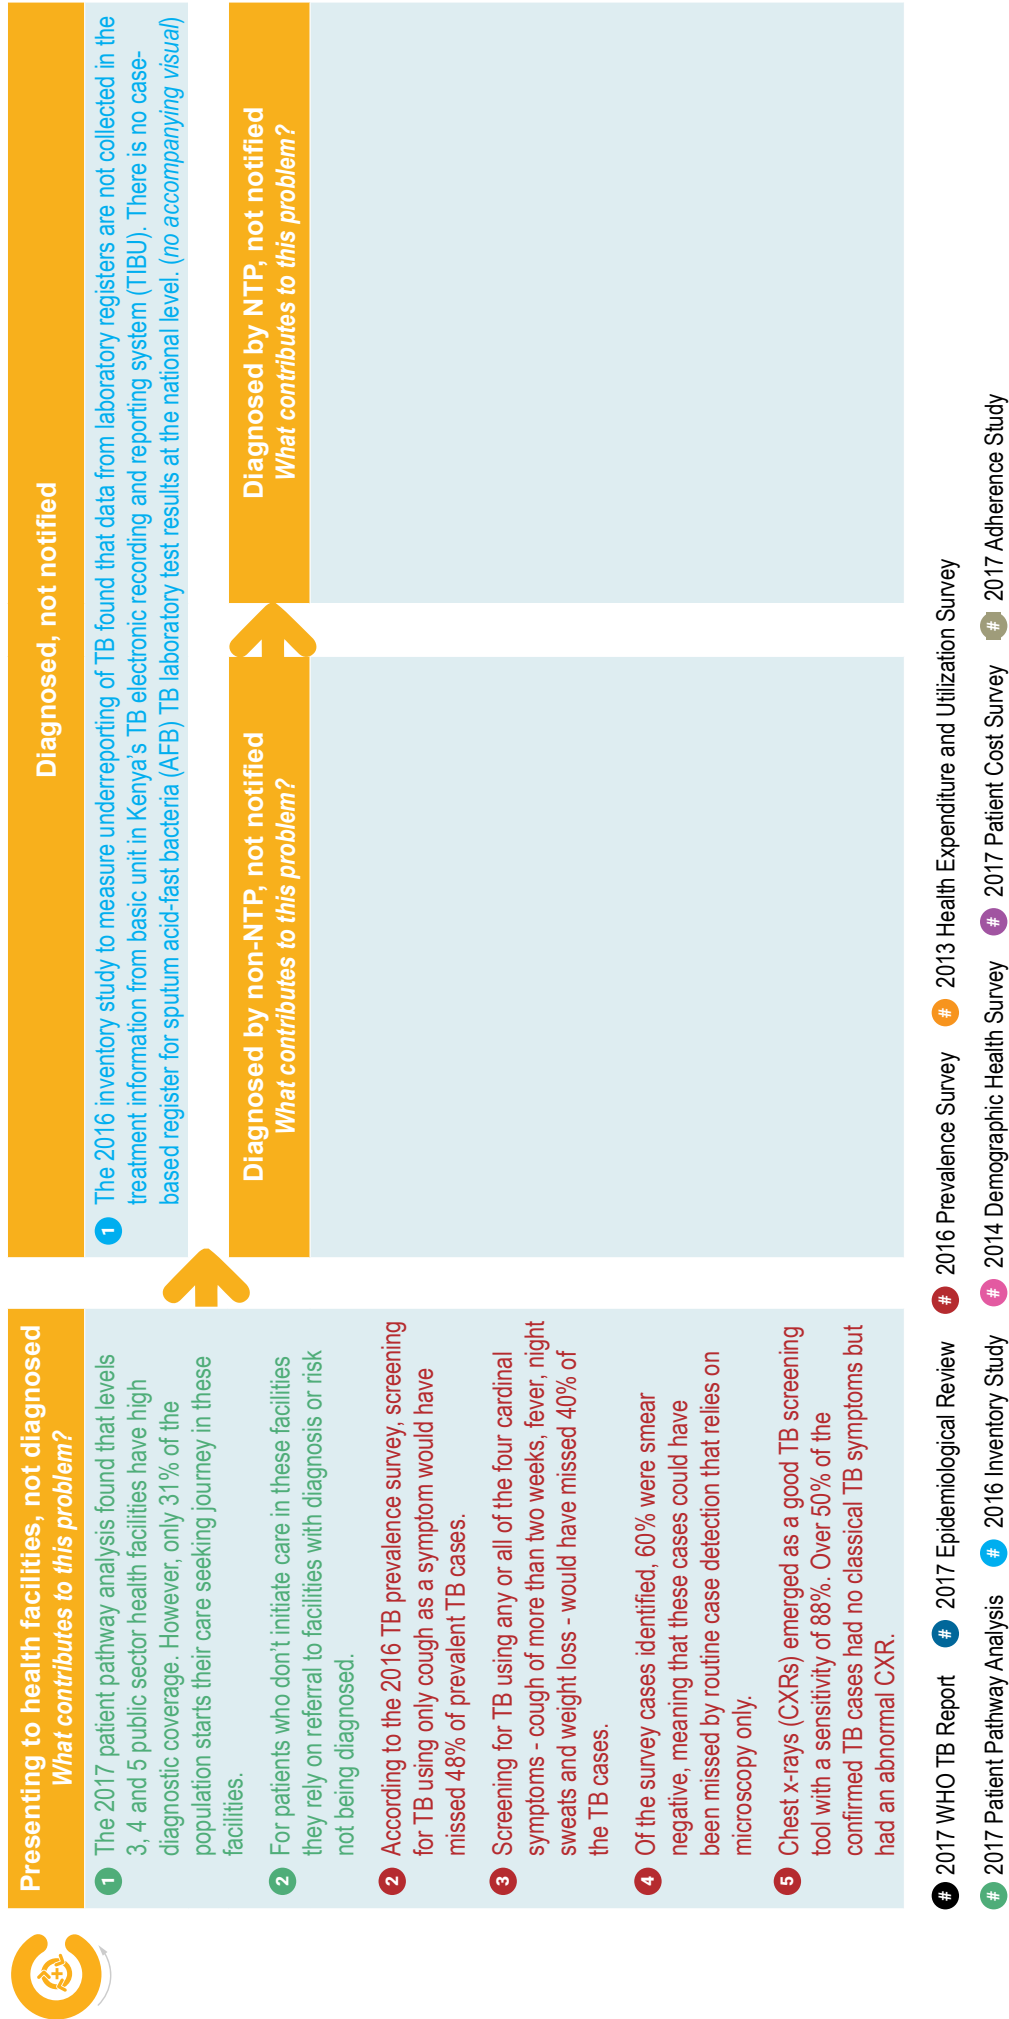 Presenting to health facilities, not diagnosed
What contributes to this problem?
1 The 2017 patient pathway analysis found that levels
3, 4 and 5 public sector health facilities have high
diagnostic coverage. However, only 31% of the
population starts their care seeking journey in these
facilities.
2 For patients who don't initiate care in these facilities
they rely on referral to facilities with diagnosis or risk
not being diagnosed.
2 According to the 2016 TB prevalence survey, screening
for TB using only cough as a symptom would have
missed 48% of prevalent TB cases.
3 Screening for TB using any or all of the four cardinal
symptoms - cough of more than two weeks, fever, night
sweats and weight loss - would have missed 40% of
the TB cases.
4 Of the survey cases identified, 60% were smear
negative, meaning that these cases could have
been missed by routine case detection that relies on
microscopy only.
5 Chest x-rays (CXRs) emerged as a good TB screening
tool with a sensitivity of 88%. Over 50% of the
confirmed TB cases had no classical TB symptoms but
had an abnormal CXR.
Diagnosed, not notified
1 The 2016 inventory study to measure underreporting of TB found that data from laboratory registers are not collected in the
treatment information from basic unit in Kenya's TB electronic recording and reporting system (TIBU). There is no case-
based register for sputum acid-fast bacteria (AFB) TB laboratory test results at the national level. (no accompanying visual)
Diagnosed by non-NTP, not notified
What contributes to this problem?
Diagnosed by NTP, not notified
What contributes to this problem?
# 2017 WHO TB Report # 2017 Epidemiological Review # 2016 Prevalence Survey # 2013 Health Expenditure and Utilization Survey
# 2017 Patient Pathway Analysis # 2016 Inventory Study # 2014 Demographic Health Survey # 2017 Patient Cost Survey # 2017 Adherence Study